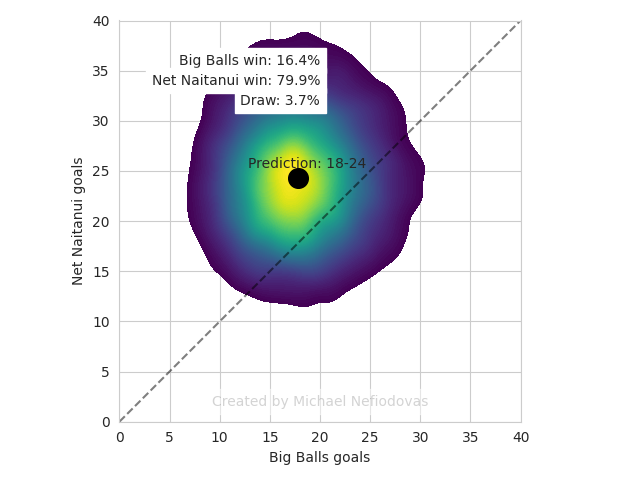 40
35
30
25
20
15
10
5
0
Net Naitanui goals
Big Balls win: 16.4%
Net Naitanui win: 79.9%
Draw: 3.7%
Prediction: 18-24
Created by Michael Nefiodovas
0 5 10 15 20 25 30 35 40
Big Balls goals